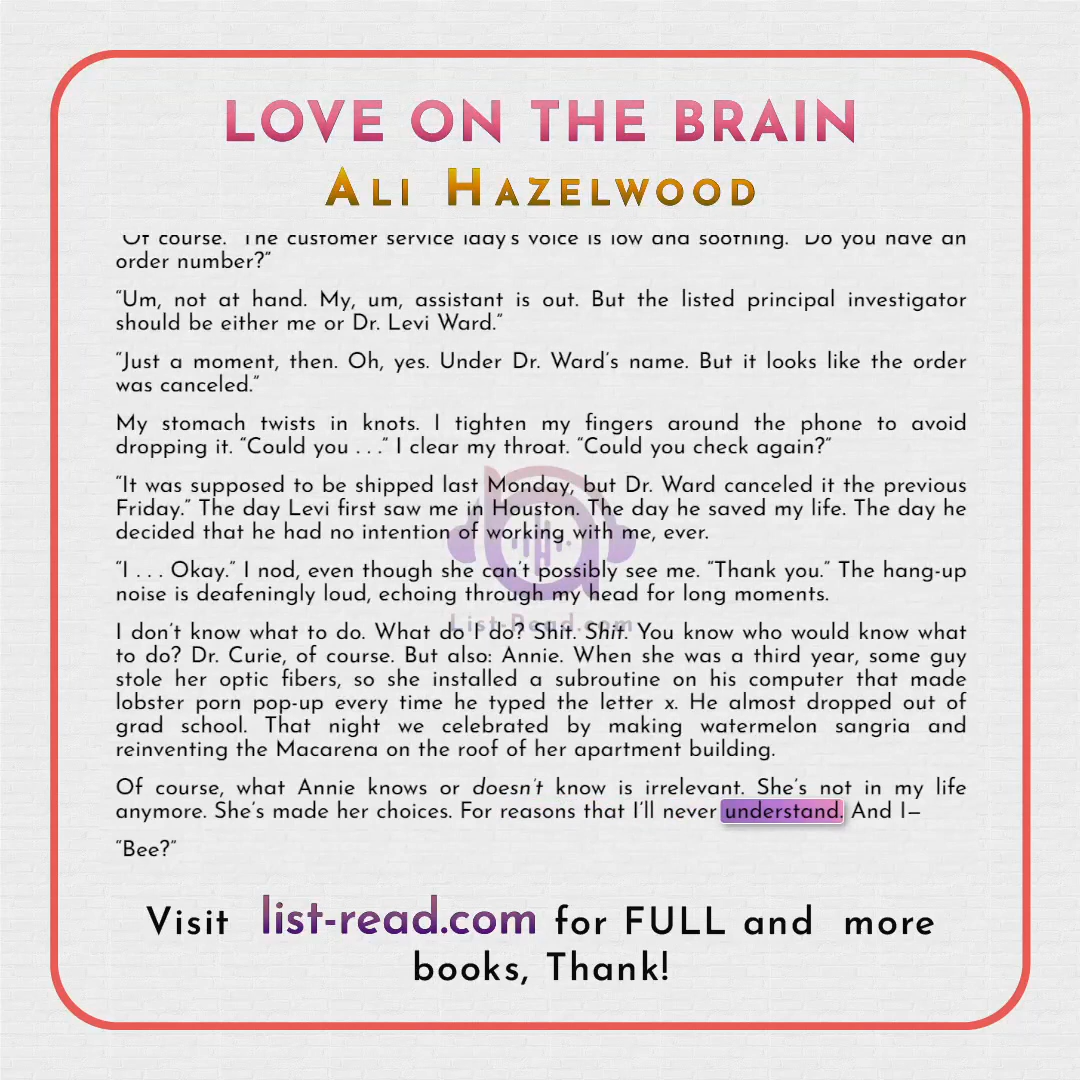 LOVE ON THE BRAIN
ALI HAZELWOOD
“Of course.” The customer service lady’s voice is low and soothing. “Do you have an
order number?”
“Um, not at hand. My, um, assistant is out. But the listed principal investigator
should be either me or Dr. Levi Ward.”
“Just a moment, then. Oh, yes. Under Dr. Ward’s name. But it looks like the order
was canceled.”
My stomach twists in knots. I tighten my fingers around the phone to avoid
dropping it. “Could you . . .” I clear my throat. “Could you check again?”
“It was supposed to be shipped last Monday, but Dr. Ward canceled it the previous
Friday.” The day Levi first saw me in Houston. The day he saved my life. The day he
decided that he had no intention of working with me, ever.
“I . . . Okay.” I nod, even though she can’t possibly see me. “Thank you.” The hang-up
noise is deafeningly loud, echoing through my head for long moments.
List-Read.com
I don’t know what to do. What do I do? Shit. Shit. You know who would know what
to do? Dr. Curie, of course. But also: Annie. When she was a third year, some guy
stole her optic fibers, so she installed a subroutine on his computer that made
lobster porn pop-up every time he typed the letter x. He almost dropped out of
grad school. That night we celebrated by making watermelon sangria and
reinventing the Macarena on the roof of her apartment building.
Of course, what Annie knows or doesn’t know is irrelevant. She’s not in my life
anymore. She’s made her choices. For reasons that I’ll never understand. And I—
“Bee?”
Visit list-read.com for FULL and more
books, Thank!